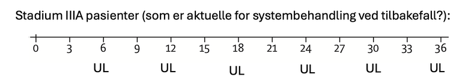 Stadium IIIA pasienter (som er aktuelle for systembehandling ved tilbakefall?):
0 3 6 9 12 15 18 21 24 27 30 33 36
UL UL UL UL UL UL